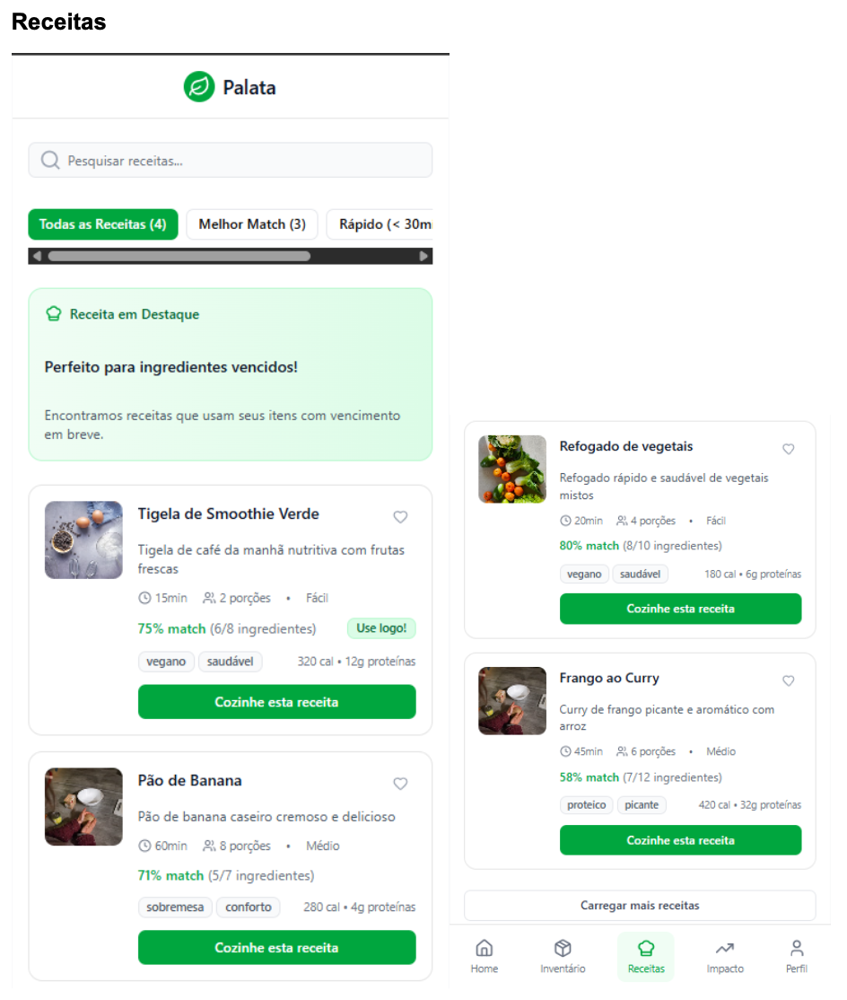 Receitas
Palata
Pesquisar receitas...
Todas as Receitas (4)
Melhor Match (3)
Rápido (< 30m
Receita em Destaque
Perfeito para ingredientes vencidos!
Encontramos receitas que usam seus itens com vencimento
em breve.
Tigela de Smoothie Verde
Tigela de café da manhã nutritiva com frutas
frescas
15min 2 porções • Fácil
75% match (6/8 ingredientes) Use logo!
vegano saudável 320 cal • 12g proteínas
Cozinhe esta receita
Pão de Banana
Pão de banana caseiro cremoso e delicioso
60min 8 porções • Médio
71% match (5/7 ingredientes)
sobremesa conforto 280 cal • 4g proteínas
Cozinhe esta receita
Refogado de vegetais
Refogado rápido e saudável de vegetais
mistos
20min 4 porções • Fácil
80% match (8/10 ingredientes)
vegano saudável 180 cal • 6g proteínas
Cozinhe esta receita
Frango ao Curry
Curry de frango picante e aromático com
arroz
45min 6 porções • Médio
58% match (7/12 ingredientes)
proteico picante 420 cal • 32g proteínas
Cozinhe esta receita
Carregar mais receitas
Home Inventário Receitas Impacto Perfil